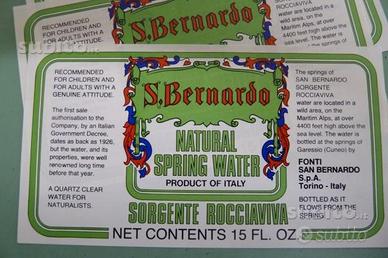 S. Bernardo
RECOMMENDED
FOR CHILDREN AND
FOR ADULTS WITH A
GENUINE ATTITUDE.
The first sale
authorisation to the
Company, by an Italian
Government Decree,
dates back as 1926,
but the water, and its
properties, were well
renowned long time
before that year.
A QUARTZ CLEAR
WATER FOR
NATURALISTS.
S. Bernardo
NATURAL
SPRING WATER
PRODUCT OF ITALY
SORGENTE ROCCIAVIVA
NET CONTENTS 15 FL. OZ
The springs of
SAN BERNARDO
SORGENTE
ROCCIAVIVA
water are located in a
wild area, on the
Maritim Alps, at over
4400 feet high above the
sea level. The water is
bottled at the springs of
Garessio (Cuneo) by
FONTI
SAN BERNARDO
S.p.A.
Torino - Italy
BOTTLED AS IT
FLOWS FROM THE
SPRING
subito